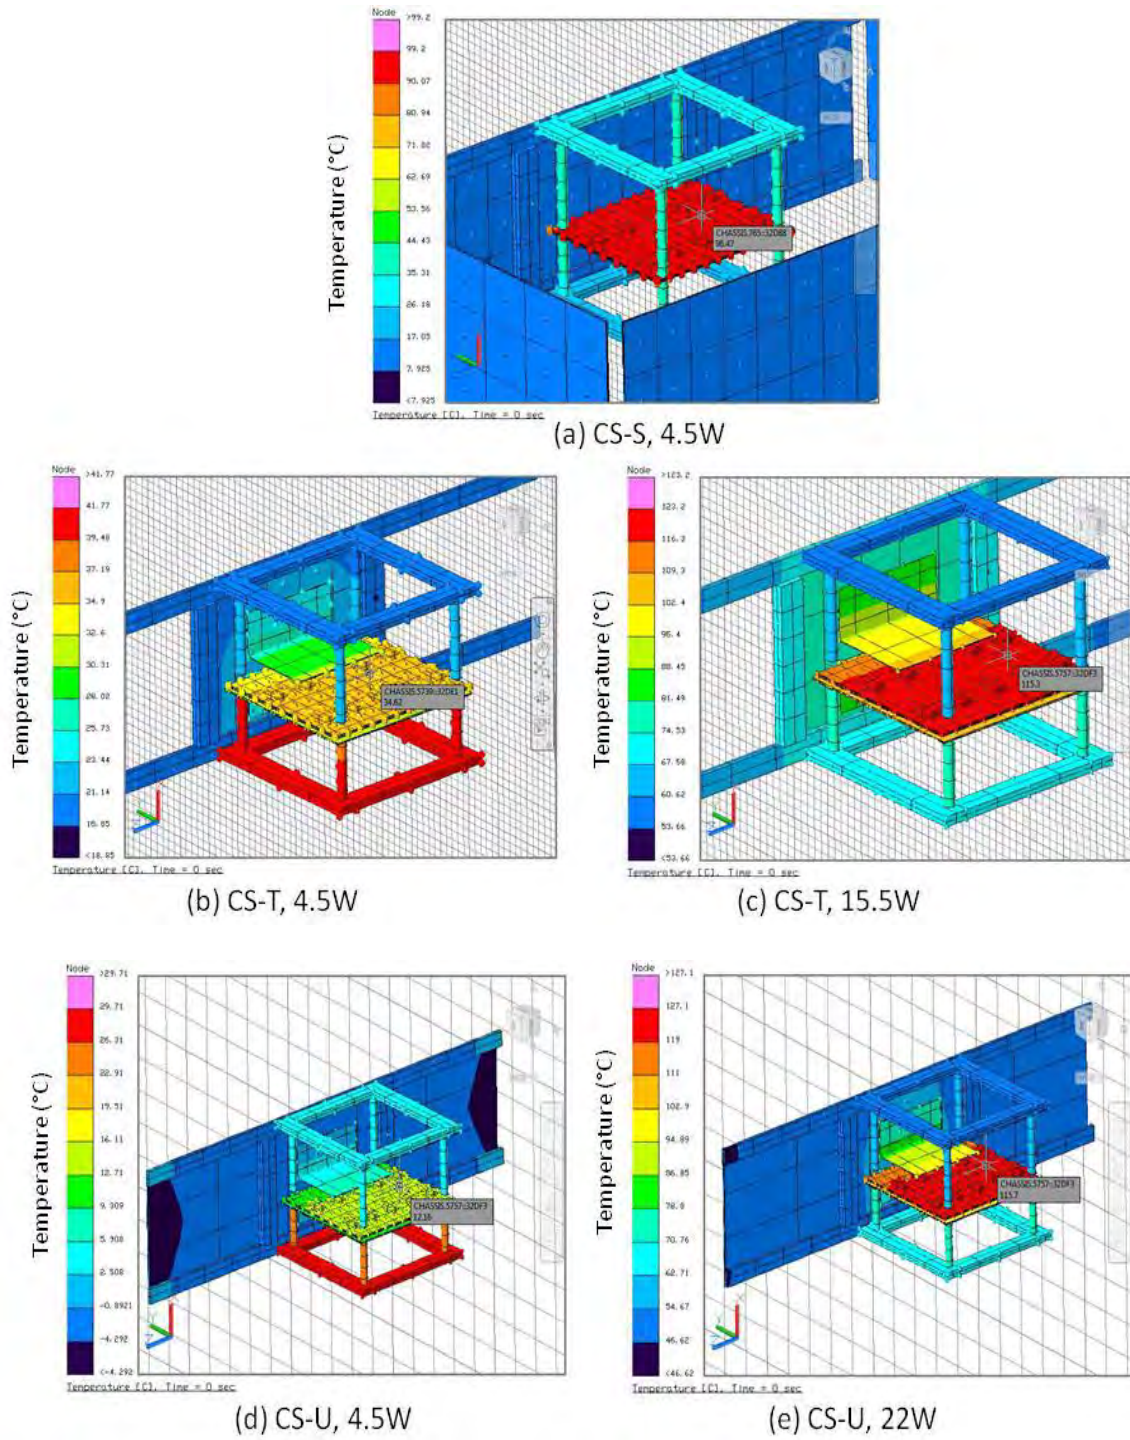 Node
>99.2
99.2
90.07
80.94
71.82
62.69
53.56
44.43
35.31
26.18
17.05
7.925
<7.925
Temperature (°C)
CHASSIS.765::32D88
96.47
Temperature [C], Time = 0 sec
(a) CS-S, 4.5W
Node
>41.77
41.77
39.48
37.19
34.9
32.6
30.31
28.02
25.73
23.44
21.14
18.85
<18.85
Temperature (°C)
CHASSIS.5739::32DE1
34.62
Temperature [C], Time = 0 sec
(b) CS-T, 4.5W
Node
>123.2
123.2
116.2
109.3
102.4
95.4
88.45
81.49
74.53
67.58
60.62
53.66
<53.66
Temperature (°C)
CHASSIS.5757::32DF3
115.3
Temperature [C], Time = 0 sec
(c) CS-T, 15.5W
Node
>29.71
29.71
26.31
22.91
19.51
16.11
12.71
9.309
5.908
2.508
-0.8921
-4.292
<-4.292
Temperature (°C)
CHASSIS.5757::32DF3
12.16
Temperature [C], Time = 0 sec
(d) CS-U, 4.5W
Node
>127.1
127.1
119
111
102.9
94.89
86.85
78.8
70.76
62.71
54.67
46.62
<46.62
Temperature (°C)
CHASSIS.5757::32DF3
115.7
Temperature [C], Time = 0 sec
(e) CS-U, 22W